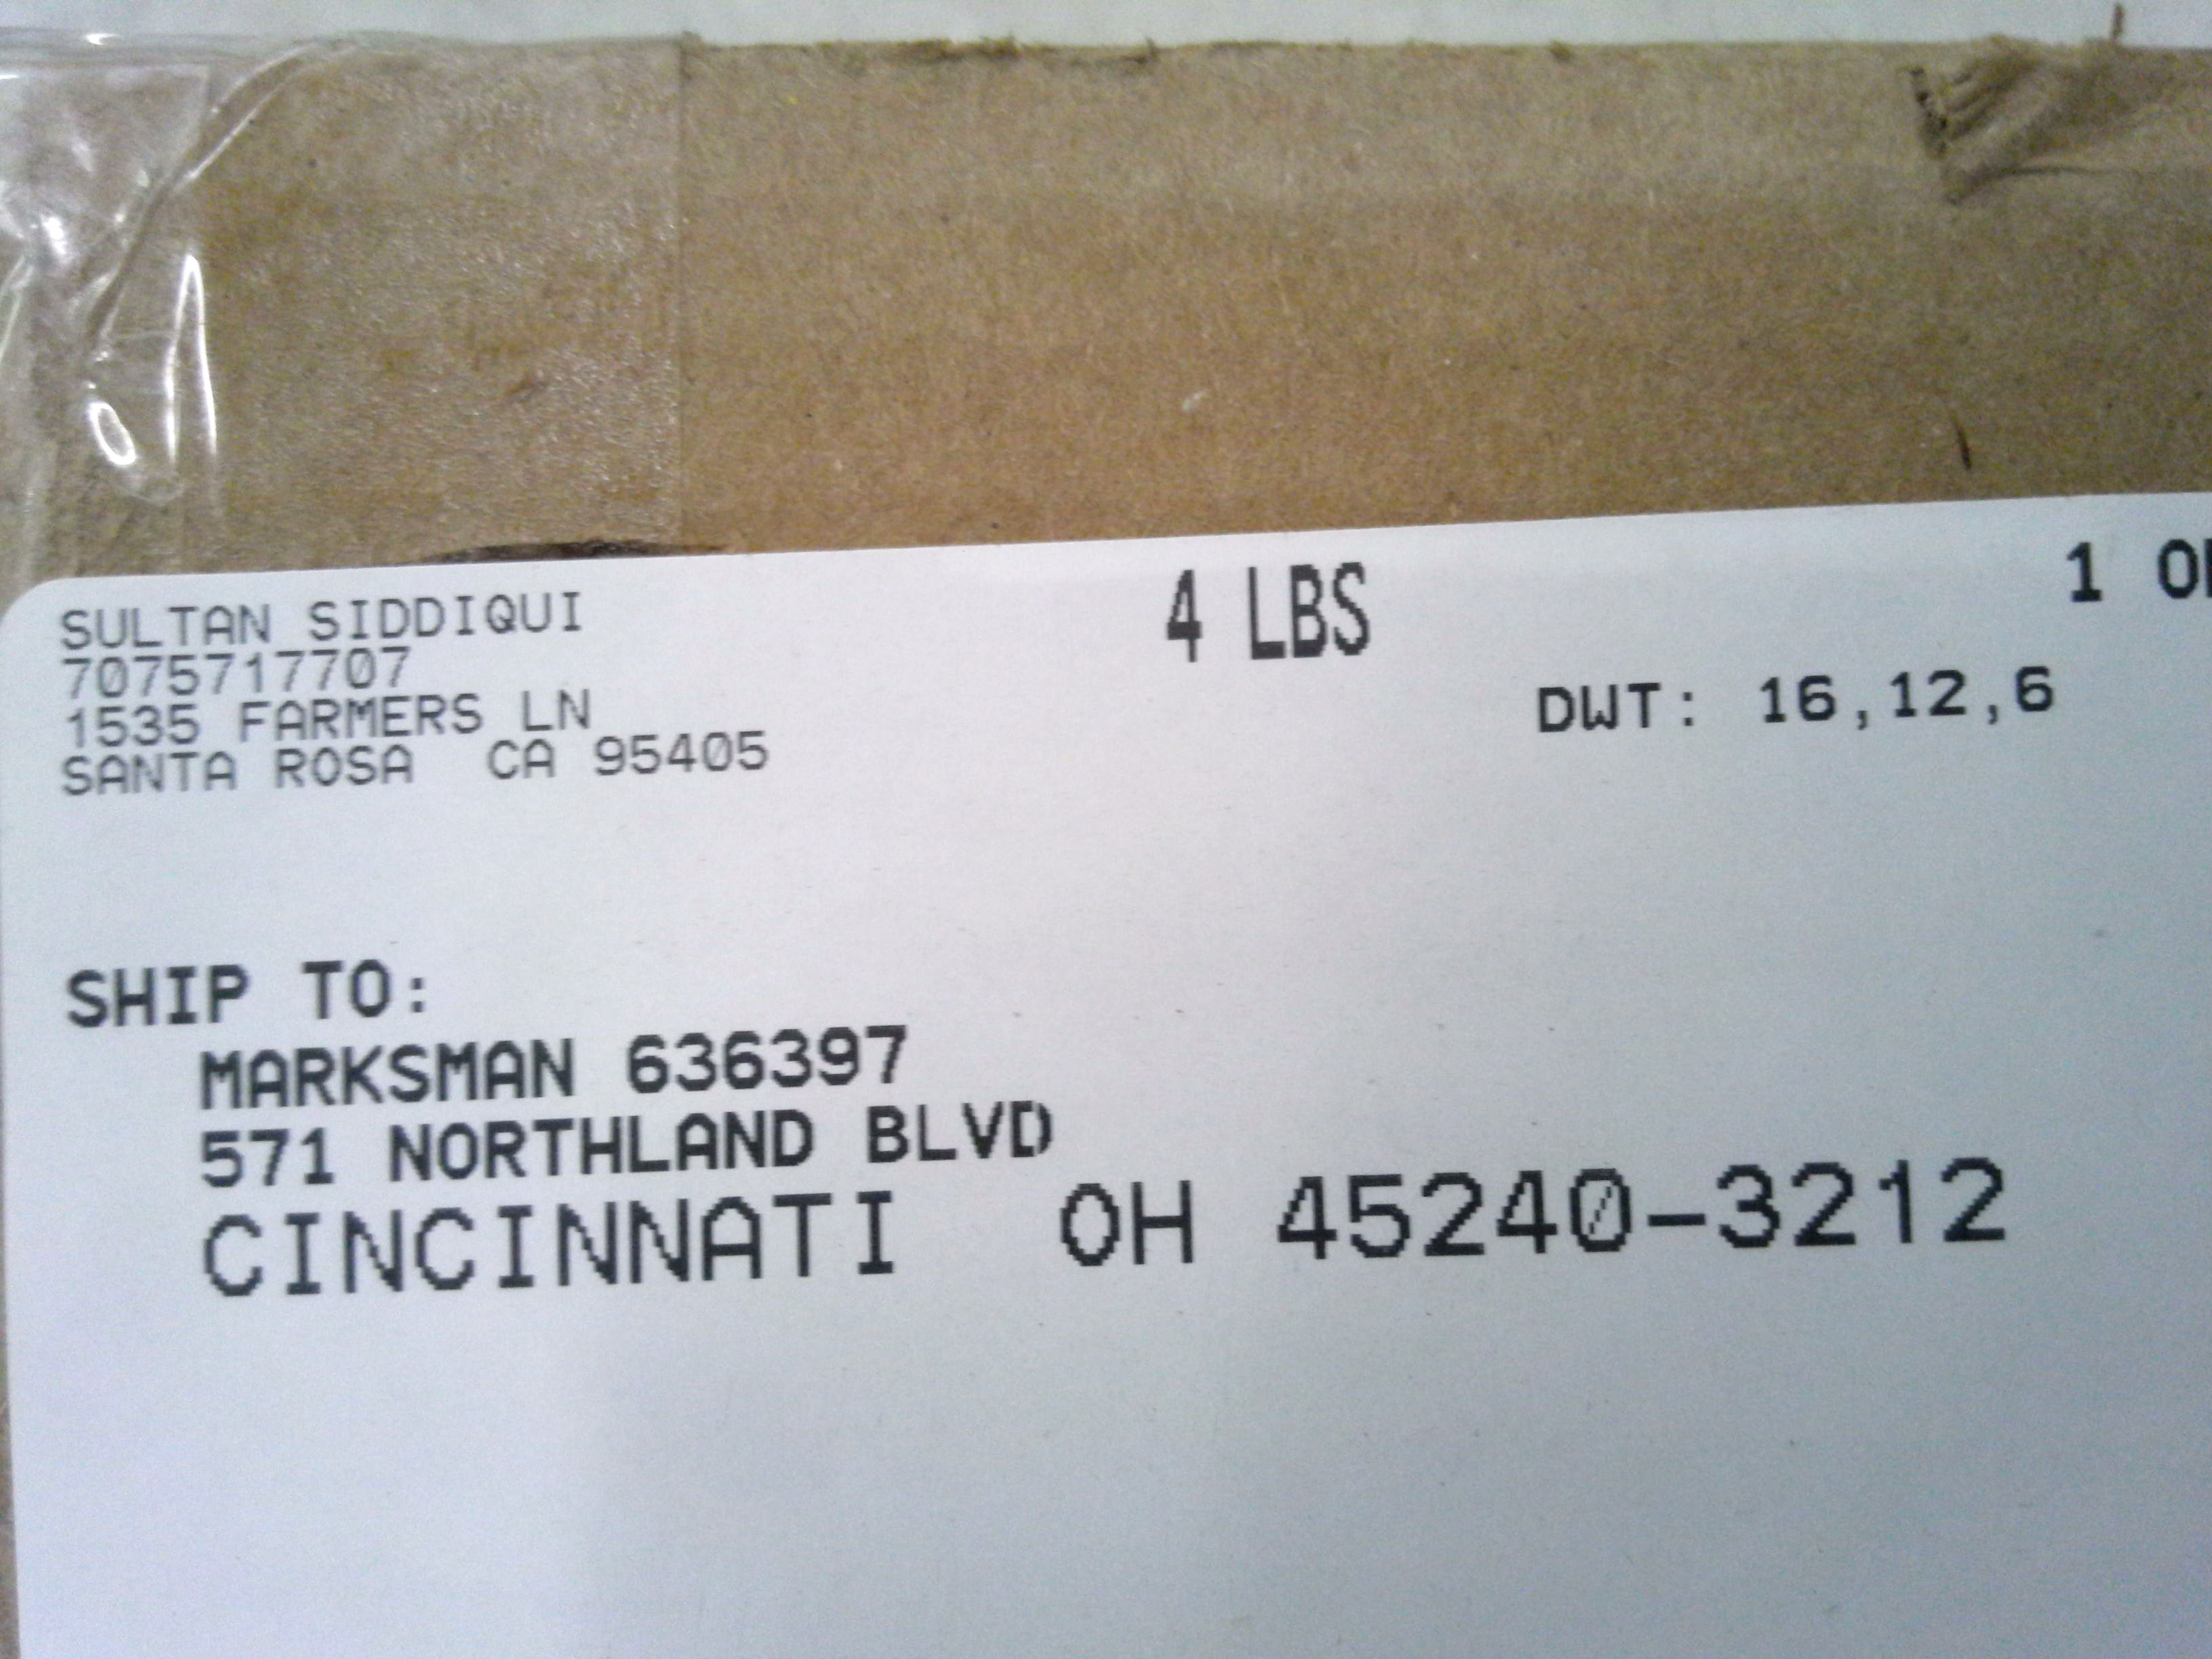 SULTAN SIDDIQUI
7075717707
1535 FARMERS LN
SANTA ROSA CA 95405
4 LBS
1
DWT: 16,12,6
SHIP TO:
MARKSMAN 636397
571 NORTHLAND BLVD
CINCINNATI OH 45240-3212